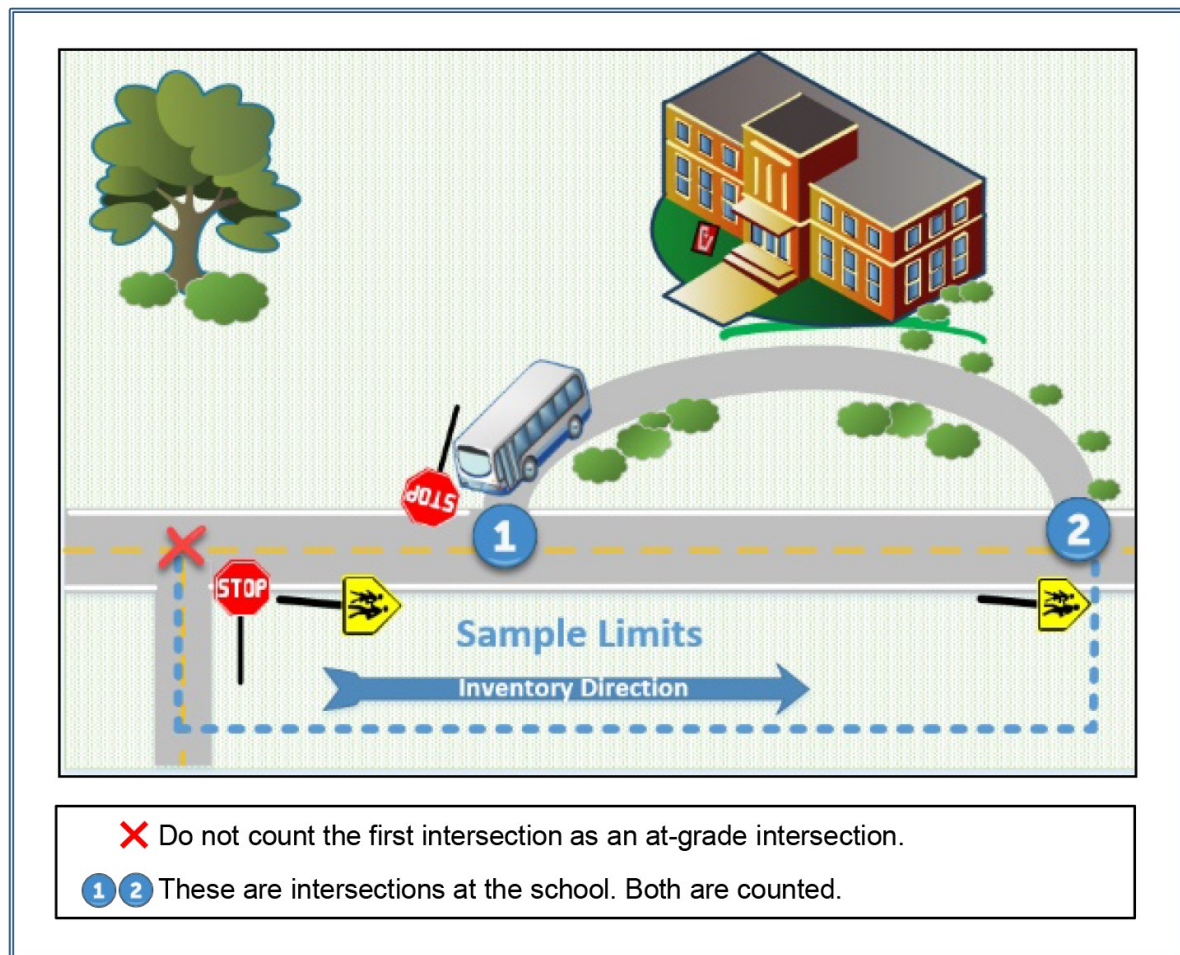 STOP
1
2
STOP
Sample Limits
Inventory Direction
Do not count the first intersection as an at-grade intersection.
1 2 These are intersections at the school. Both are counted.